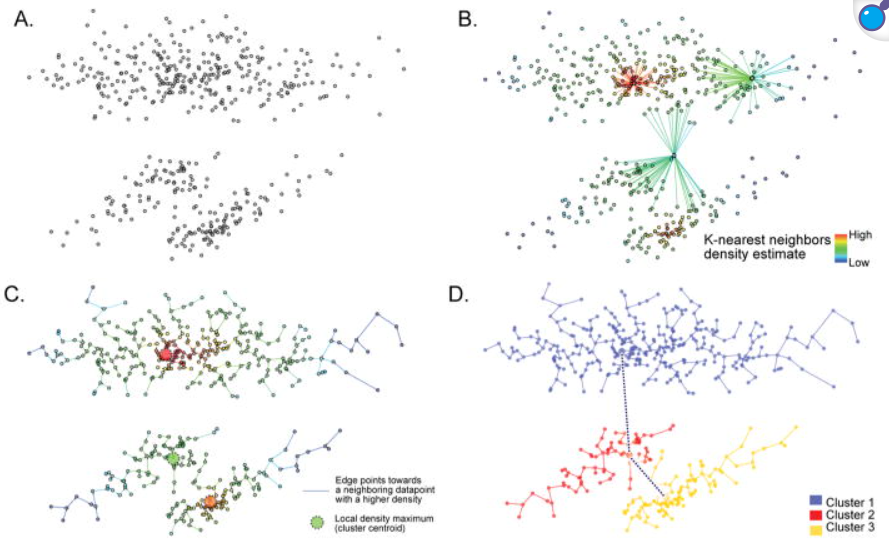 A.
B.
K-nearest neighbors
density estimate
High
Low
C.
Edge points towards
a neighboring datapoint
with a higher density
Local density maximum
(cluster centroid)
D.
Cluster 1
Cluster 2
Cluster 3